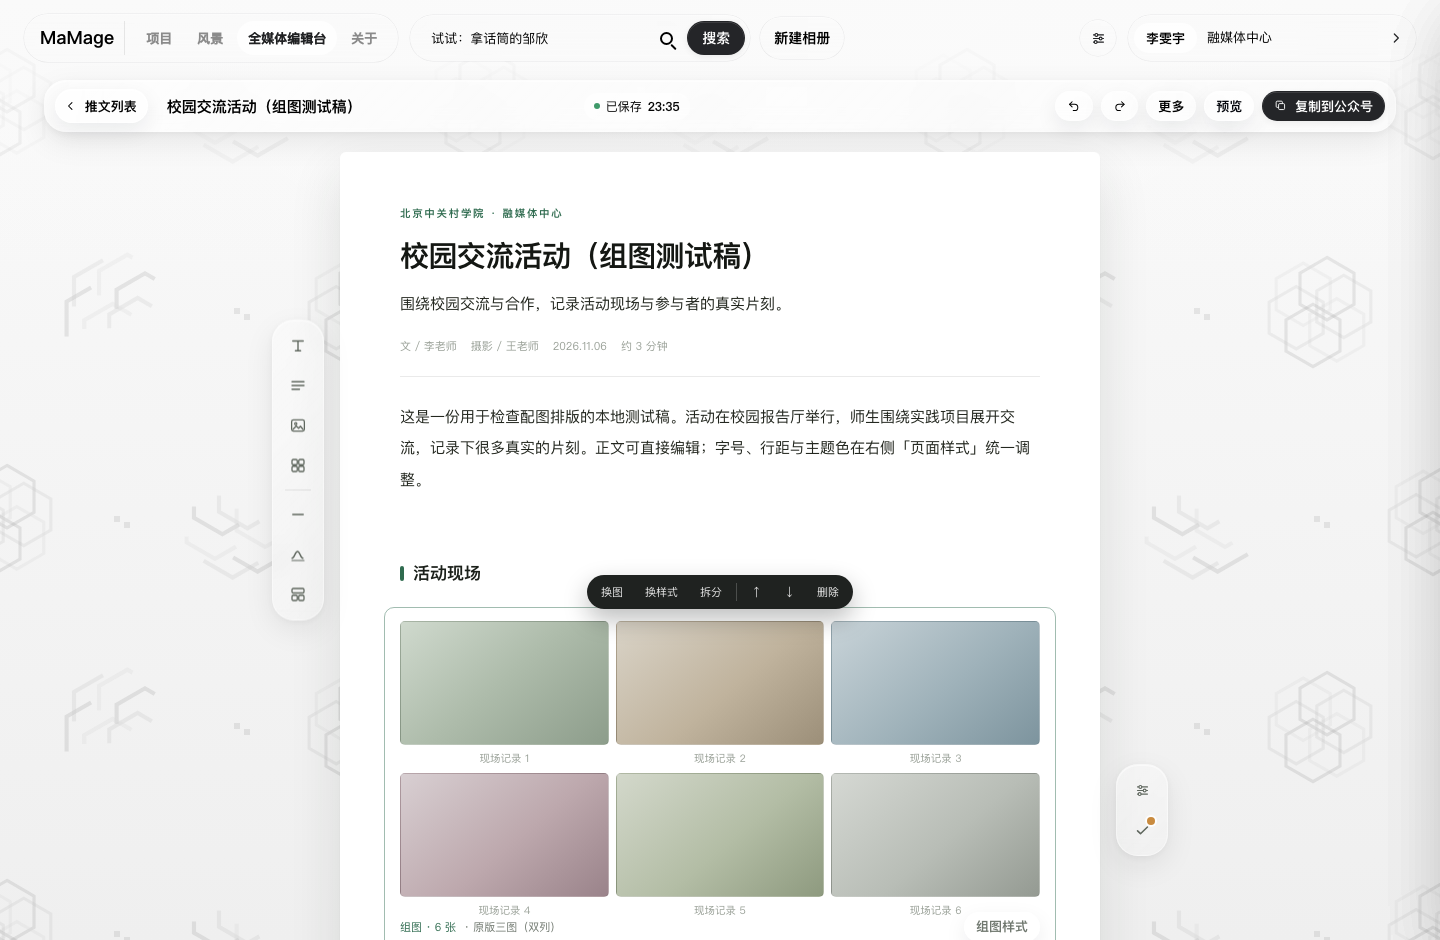 MaMage 项目 风景 全媒体编辑台 关于 试试：拿话筒的邹欣 搜索 新建相册 李雯宇 融媒体中心
推文列表 校园交流活动（组图测试稿） 已保存 23:35 更多 预览 复制到公众号
北京中关村学院 · 融媒体中心
校园交流活动（组图测试稿）
围绕校园交流与合作，记录活动现场与参与者的真实片刻。
文 / 李老师 摄影 / 王老师 2026.11.06 约 3 分钟
这是一份用于检查配图排版的本地测试稿。活动在校园报告厅举行，师生围绕实践项目展开交
流，记录下很多真实的片刻。正文可直接编辑；字号、行距与主题色在右侧「页面样式」统一调
整。
活动现场
换图 换样式 拆分 ↑ ↓ 删除
现场记录 1 现场记录 2 现场记录 3
现场记录 4 现场记录 5 现场记录 6
组图 · 6 张 · 原版三图（双列） 组图样式